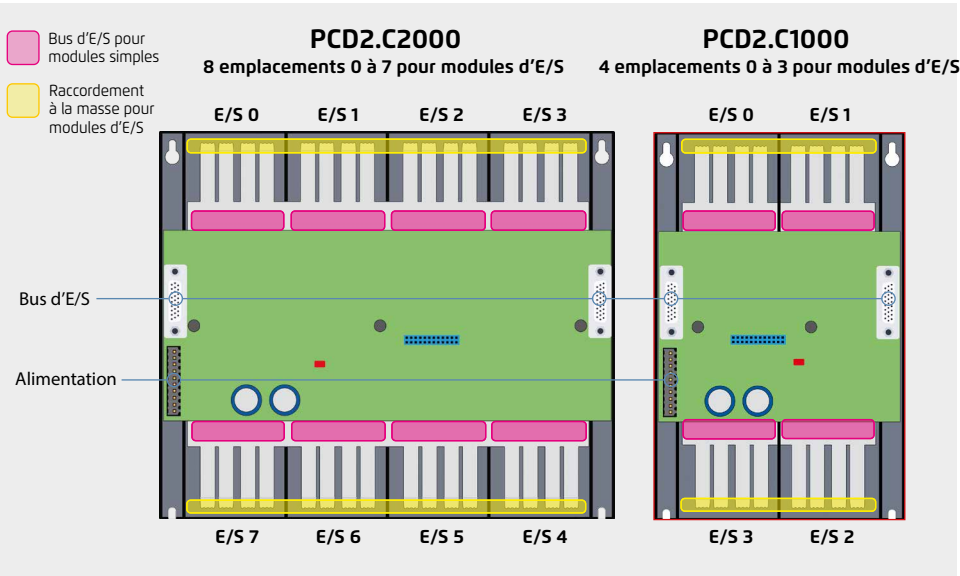 Bus d'E/S pour
modules simples
Raccordement
à la masse pour
modules d'E/S
PCD2.C2000
8 emplacements 0 à 7 pour modules d'E/S
E/S 0
E/S 1
E/S 2
E/S 3
PCD2.C1000
4 emplacements 0 à 3 pour modules d'E/S
E/S 0
E/S 1
Bus d'E/S
Alimentation
E/S 7
E/S 6
E/S 5
E/S 4
E/S 3
E/S 2